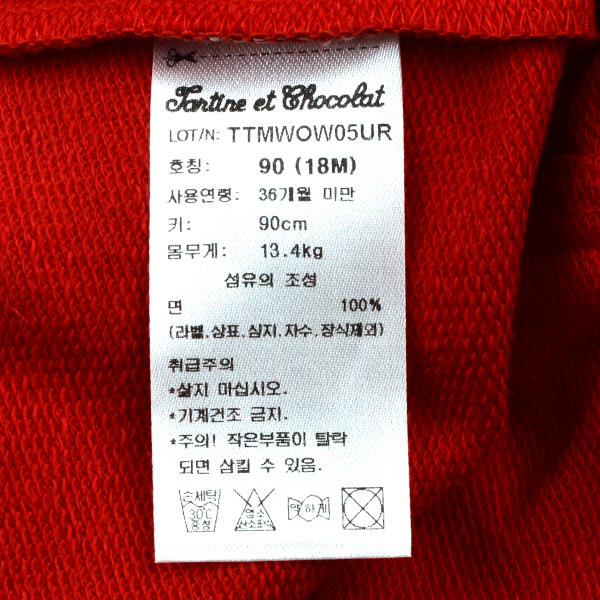 Tartine et Chocolat
LOT/N: TTMWOW05UR
호칭: 90 (18M)
사용연령: 36개월 미만
키: 90cm
몸무게: 13.4kg
섬유의 조성
면 100%
(라벨,상표,심지,자수,장식제외)
취급주의
*삶지 마십시오.
*기계건조 금지.
*주의! 작은부품이 탈락
되면 삼킬 수 있음.
손세탁 30℃ 중성
염소 산소표백
약하게